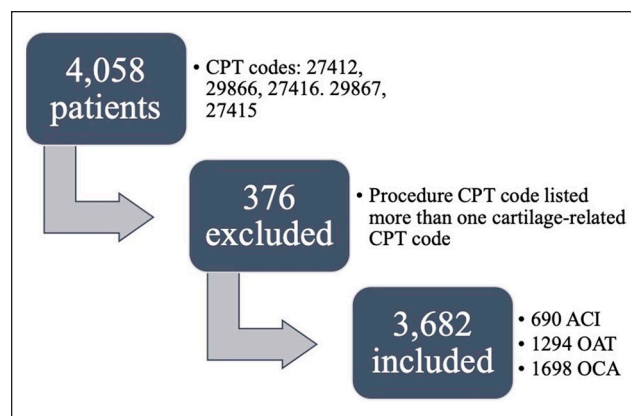 4,058
patients
• CPT codes: 27412,
29866, 27416. 29867,
27415
376
excluded
• Procedure CPT code listed
more than one cartilage-related
CPT code
3,682
included
• 690 ACI
• 1294 OAT
• 1698 OCA